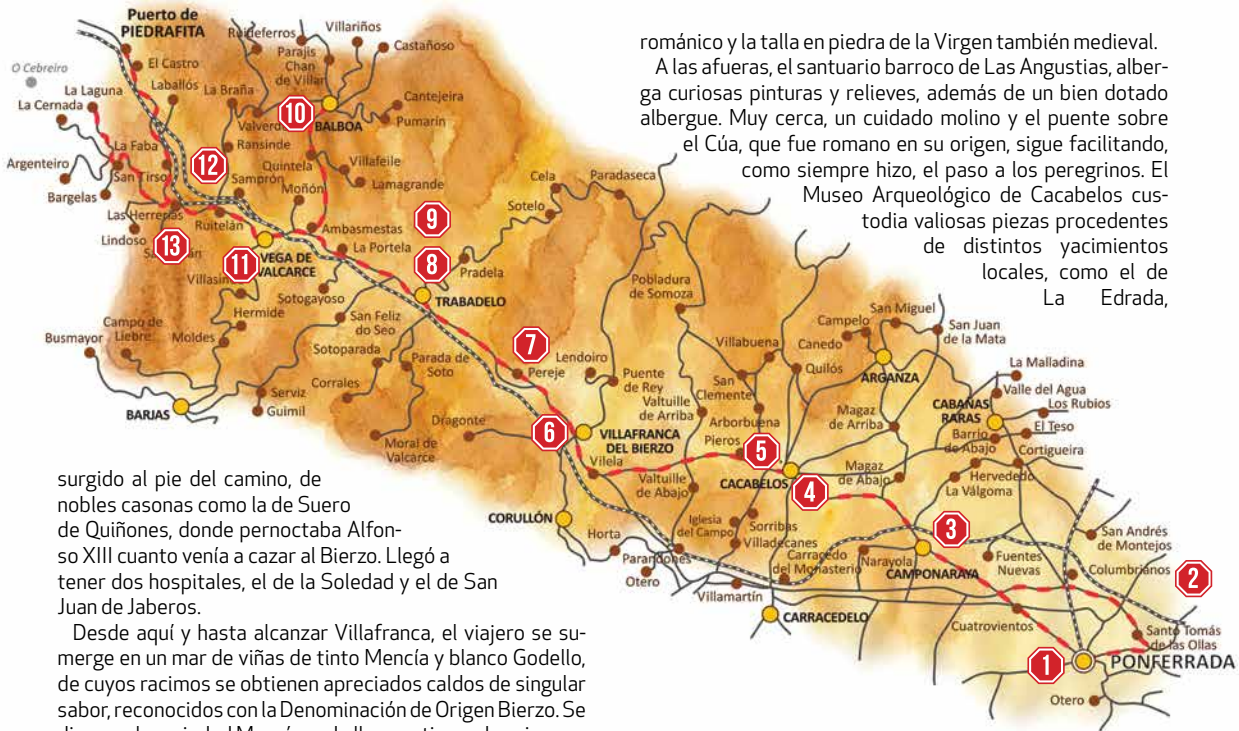 románico y la talla en piedra de la Virgen también medieval.
A las afueras, el santuario barroco de Las Angustias, alber-
ga curiosas pinturas y relieves, además de un bien dotado
albergue. Muy cerca, un cuidado molino y el puente sobre
el Cúa, que fue romano en su origen, sigue facilitando,
como siempre hizo, el paso a los peregrinos. El
Museo Arqueológico de Cacabelos cus-
todia valiosas piezas procedentes
de distintos yacimientos
locales, como el de
La Edrada,
Puerto de
PIEDRAFITA
Ruideferros
Villariños
Parajís
Castañoso
Chan
de Villar
El Castro
O Cebreiro
Laballós
La Laguna
La Braña
Cantejeira
La Cernada
10
Valverde
BALBOA
Pumarín
La Faba
Ransinde
12
Quintela
Villafeile
Argenteiro
San Tirso
Samprón
Lamagrande
Moñón
Bargelas
Cela
Paradaseca
Sotelo
Las Herrerías
Ruitelán
9
Ambasmestas
Lindoso
13
La Portela
VEGA DE
VALCARCE
11
8
Pradela
Sotogayoso
TRABADELO
Hermide
San Feliz
do Seo
Campo de
Liebre
Moldes
Busmayor
Sotoparada
Parada de
Soto
7
Lendoiro
Pereje
Puente
de Rey
Serviz
Corrales
Guimil
BARJAS
Dragonte
Moral de
Valcarce
6
VILLAFRANCA
DEL BIERZO
Vilela
Pobladura
de Somoza
San Miguel
Campelo
San Juan
de la Mata
Villabuena
Canedo
Quilós
San
Clemente
ARGANZA
La Malladina
Valle del Agua
CABAÑAS
RARAS
Los Rubios
El Teso
Valtuille
de Arriba
Arborbuena
Magaz
de Arriba
Barrio
de Abajo
Cortigueira
Pieros
5
CACABELOS
Magaz
de Abajo
Hervededo
La Válgoma
Valtuille
de Abajo
4
CORULLÓN
Iglesia
del Campo
Sorribas
Villadecanes
3
Horta
Parandones
Carracedo
del Monasterio
Narayola
CAMPONARAYA
Fuentes
Nuevas
San Andrés
de Montejos
Columbrianos
2
Otero
Villamartín
CARRACEDELO
Cuatrovientos
Santo Tomás
de las Ollas
1
PONFERRADA
Otero
surgido al pie del camino, de
nobles casonas como la de Suero
de Quiñones, donde pernoctaba Alfon-
so XIII cuanto venía a cazar al Bierzo. Llegó a
tener dos hospitales, el de la Soledad y el de San
Juan de Jaberos.
Desde aquí y hasta alcanzar Villafranca, el viajero se su-
merge en un mar de viñas de tinto Mencía y blanco Godello,
de cuyos racimos se obtienen apreciados caldos de singular
sabor, reconocidos con la Denominación de Origen Bierzo. Se